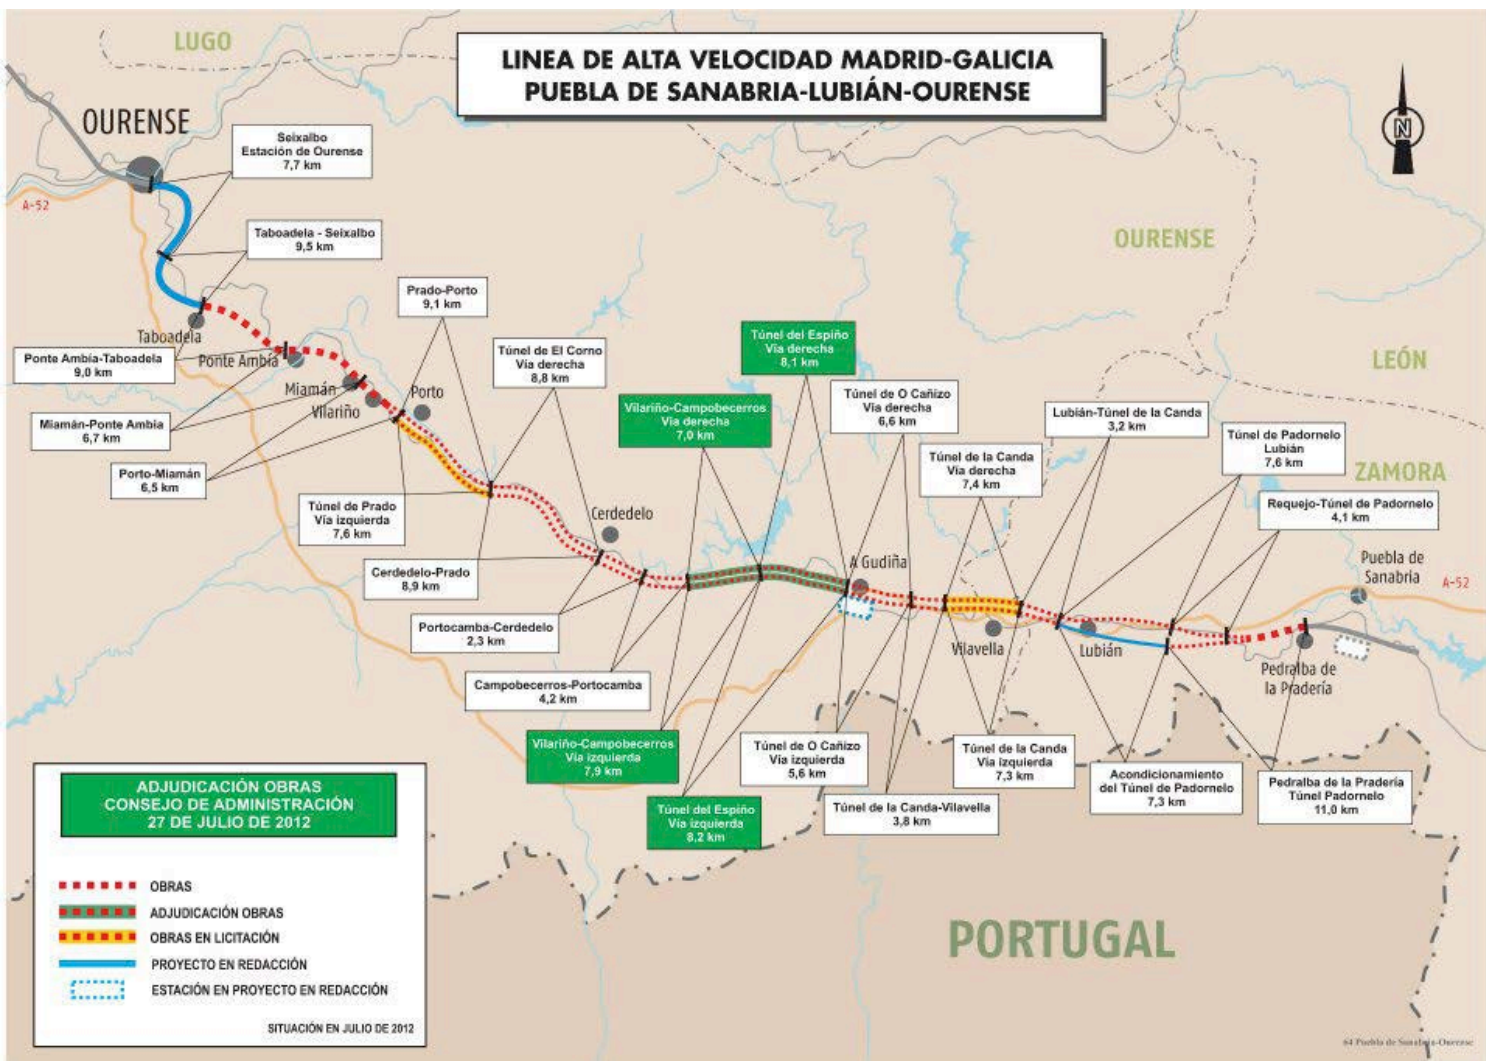 LINEA DE ALTA VELOCIDAD MADRID-GALICIA
PUEBLA DE SANABRIA-LUBIÁN-OURENSE
LUGO
OURENSE
N
A-52
Seixalbo
Estación de Ourense
7,7 km
Taboadela - Seixalbo
9,5 km
OURENSE
LEÓN
ZAMORA
Prado-Porto
9,1 km
Taboadela
Ponte Ambía-Taboadela
9,0 km
Ponte Ambía
Miamán
Vilariño
Porto
Miamán-Ponte Ambía
6,7 km
Porto-Miamán
6,5 km
Túnel de El Corno
Vía derecha
8,8 km
Túnel del Espiño
Vía derecha
8,1 km
Vilariño-Campobecerros
Vía derecha
7,0 km
Túnel de O Cañizo
Vía derecha
6,6 km
Túnel de la Canda
Vía derecha
7,4 km
Lubián-Túnel de la Canda
3,2 km
Túnel de Padornelo
Lubián
7,6 km
Requejo-Túnel de Padornelo
4,1 km
Túnel de Prado
Vía izquierda
7,6 km
Cerdedelo
Cerdedelo-Prado
8,9 km
A Gudiña
Puebla de
Sanabria
A-52
Portocamba-Cerdedelo
2,3 km
Vilavella
Lubián
Pedralba de
la Pradería
Campobecerros-Portocamba
4,2 km
Vilariño-Campobecerros
Vía izquierda
7,9 km
Túnel del Espiño
Vía izquierda
8,2 km
Túnel de O Cañizo
Vía izquierda
5,6 km
Túnel de la Canda-Vilavella
3,8 km
Túnel de la Canda
Vía izquierda
7,3 km
Acondicionamiento
del Túnel de Padornelo
7,3 km
Pedralba de la Pradería
Túnel Padornelo
11,0 km
PORTUGAL
ADJUDICACIÓN OBRAS
CONSEJO DE ADMINISTRACIÓN
27 DE JULIO DE 2012
OBRAS
ADJUDICACIÓN OBRAS
OBRAS EN LICITACIÓN
PROYECTO EN REDACCIÓN
ESTACIÓN EN PROYECTO EN REDACCIÓN
SITUACIÓN EN JULIO DE 2012
64 Puebla de Sanabria-Ourense